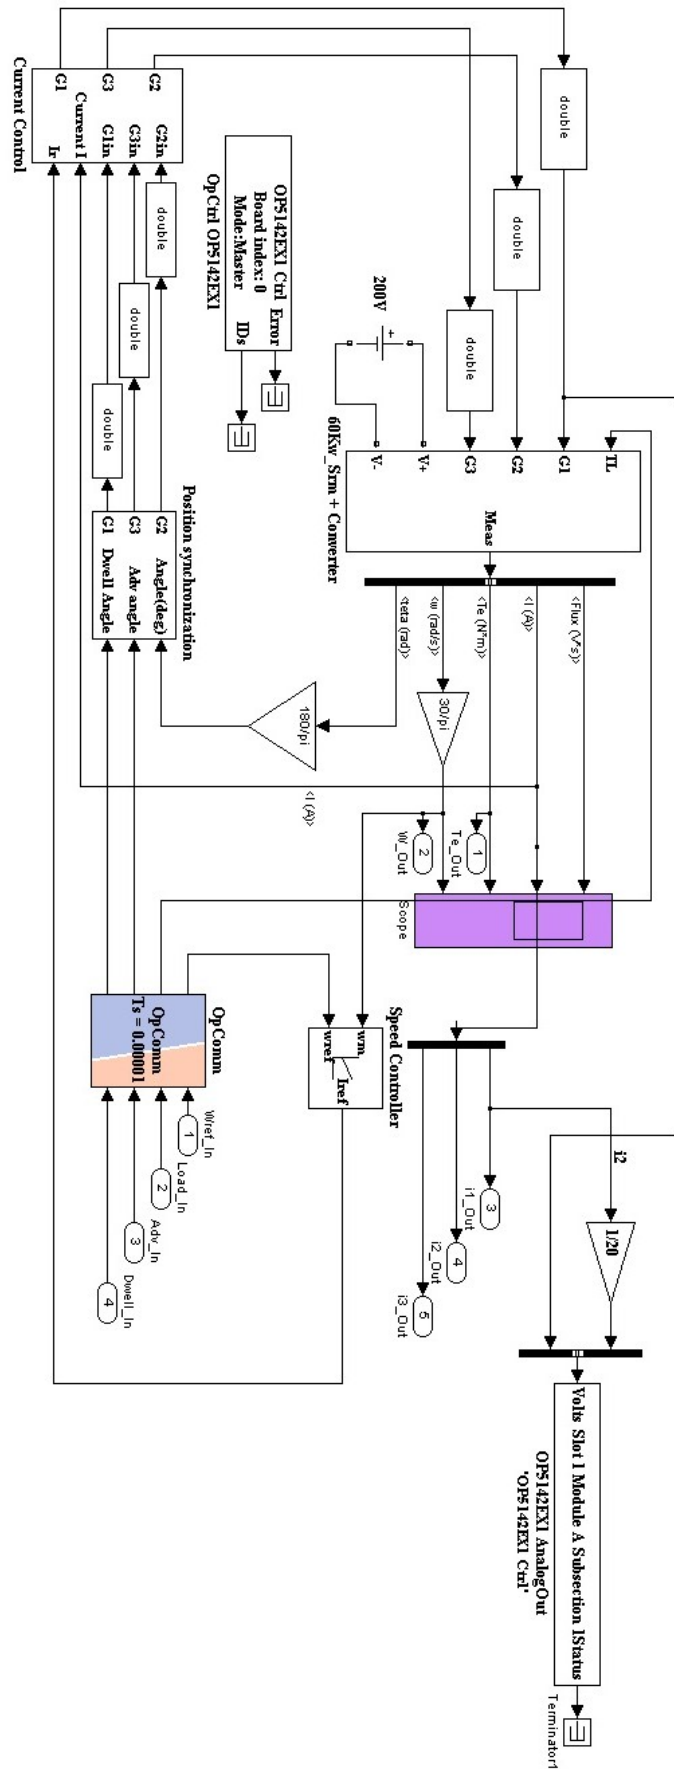 double
double
double
G1
G3
G2
G2in
G3in
G1in
Current I
Ir
Current Control
double
double
double
OP5142EX1 Ctrl
Board index: 0
Mode:Master
Error
IDs
OpCtrl OP5142EX1
200V
+
TL
G1
G2
G3
V+
V-
Meas
60Kw_Srm + Converter
<Flux (V*s)>
<I (A)>
<Te (N*m)>
<w (rad/s)>
<teta (rad)>
G2
G3
G1
Angle(deg)
Adv angle
Dwell Angle
Position synchronization
180/pi
30/pi
<I (A)>
1
Te_Out
2
W_Out
Scope
OpComm
OpComm
Ts = 0.00001
Speed Controller
wm
wref
Iref
1
Wref_In
2
Load_In
3
Adv_In
4
Dwell_In
3
i1_Out
4
i2_Out
5
i3_Out
i2
1/20
Volts Slot 1 Module A Subsection 1Status
OP5142EX1 AnalogOut
'OP5142EX1 Ctrl'
Terminator1